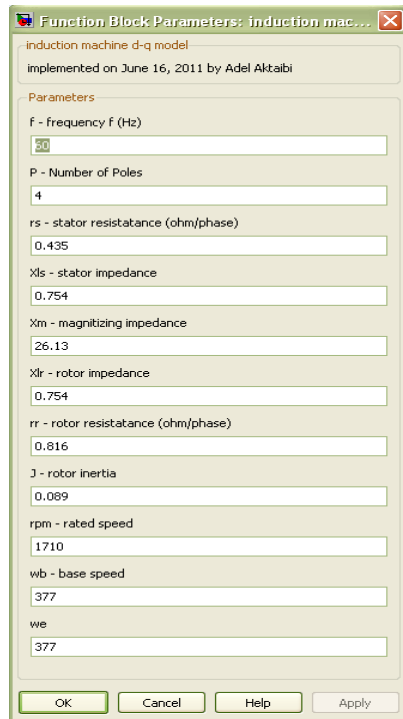 Function Block Parameters: induction mac...
induction machine d-q model
implemented on June 16, 2011 by Adel Aktaibi
Parameters
f - frequency f (Hz)
60
P - Number of Poles
4
rs - stator resistatance (ohm/phase)
0.435
Xls - stator impedance
0.754
Xm - magnitizing impedance
26.13
Xlr - rotor impedance
0.754
rr - rotor resistatance (ohm/phase)
0.816
J - rotor inertia
0.089
rpm - rated speed
1710
wb - base speed
377
we
377
OK Cancel Help Apply